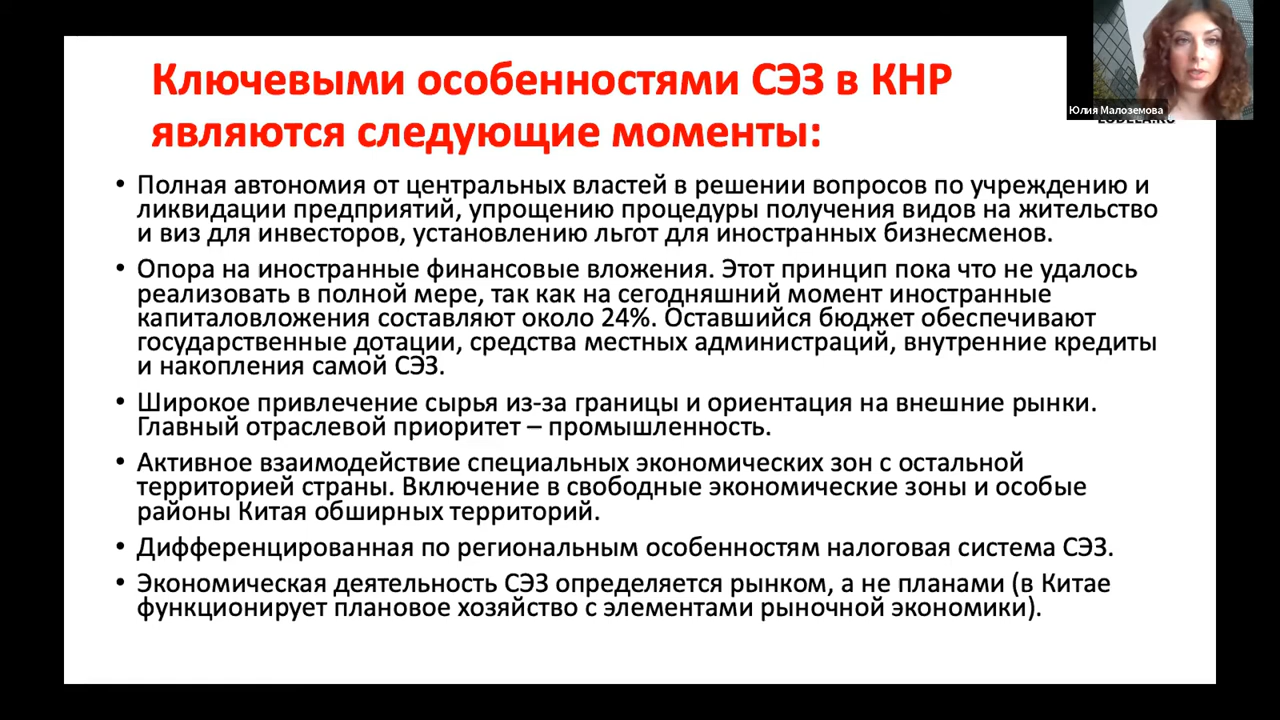 Ключевыми особенностями СЭЗ в КНР
являются следующие моменты:
Юлия Малоземова
• Полная автономия от центральных властей в решении вопросов по учреждению и
ликвидации предприятий, упрощению процедуры получения видов на жительство
и виз для инвесторов, установлению льгот для иностранных бизнесменов.
• Опора на иностранные финансовые вложения. Этот принцип пока что не удалось
реализовать в полной мере, так как на сегодняшний момент иностранные
капиталовложения составляют около 24%. Оставшийся бюджет обеспечивают
государственные дотации, средства местных администраций, внутренние кредиты
и накопления самой СЭЗ.
• Широкое привлечение сырья из-за границы и ориентация на внешние рынки.
Главный отраслевой приоритет – промышленность.
• Активное взаимодействие специальных экономических зон с остальной
территорией страны. Включение в свободные экономические зоны и особые
районы Китая обширных территорий.
• Дифференцированная по региональным особенностям налоговая система СЭЗ.
• Экономическая деятельность СЭЗ определяется рынком, а не планами (в Китае
функционирует плановое хозяйство с элементами рыночной экономики).